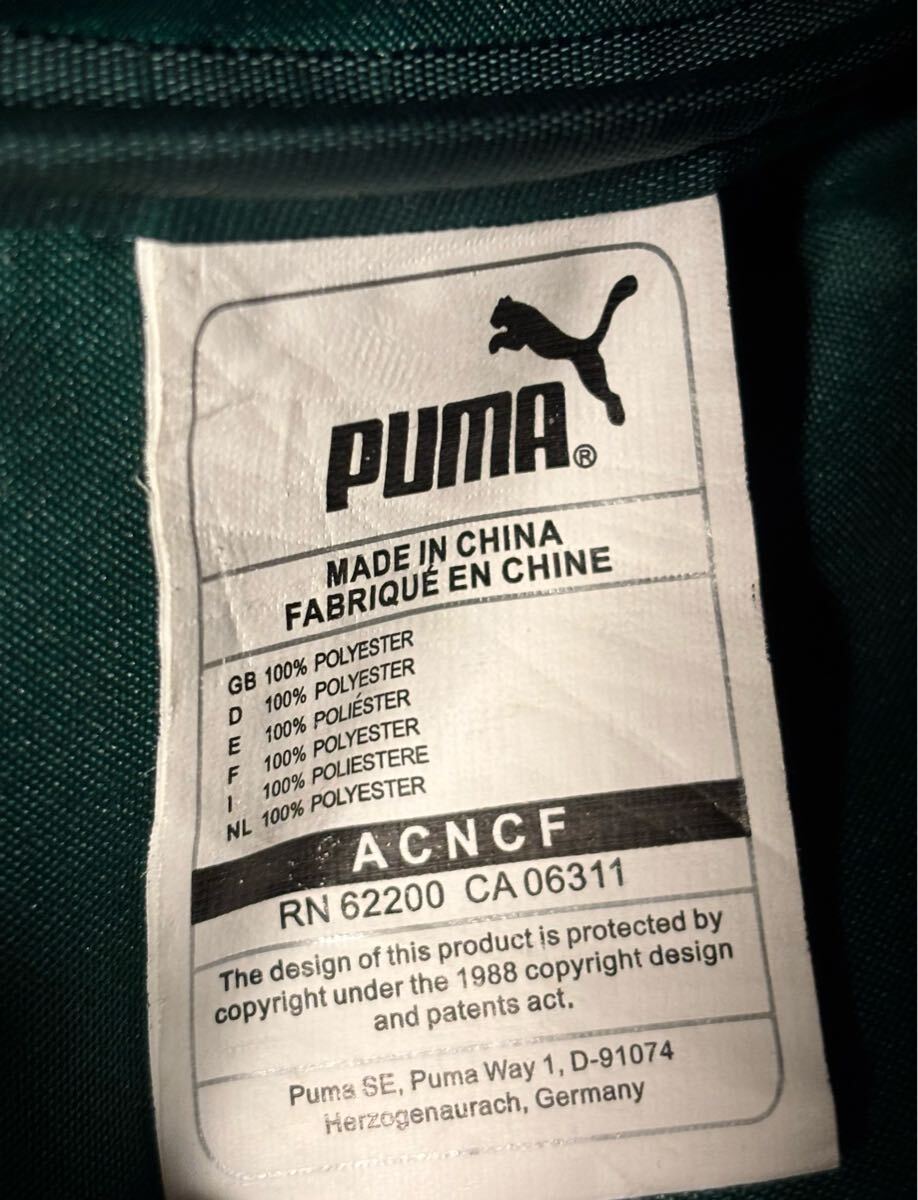 PUMA®
MADE IN CHINA
FABRIQUÉ EN CHINE
GB 100% POLYESTER
D 100% POLYESTER
E 100% POLIÉSTER
F 100% POLYESTER
I 100% POLIESTERE
NL 100% POLYESTER
ACNCF
RN 62200 CA 06311
The design of this product is protected by
copyright under the 1988 copyright design
and patents act.
Puma SE, Puma Way 1, D-91074
Herzogenaurach, Germany